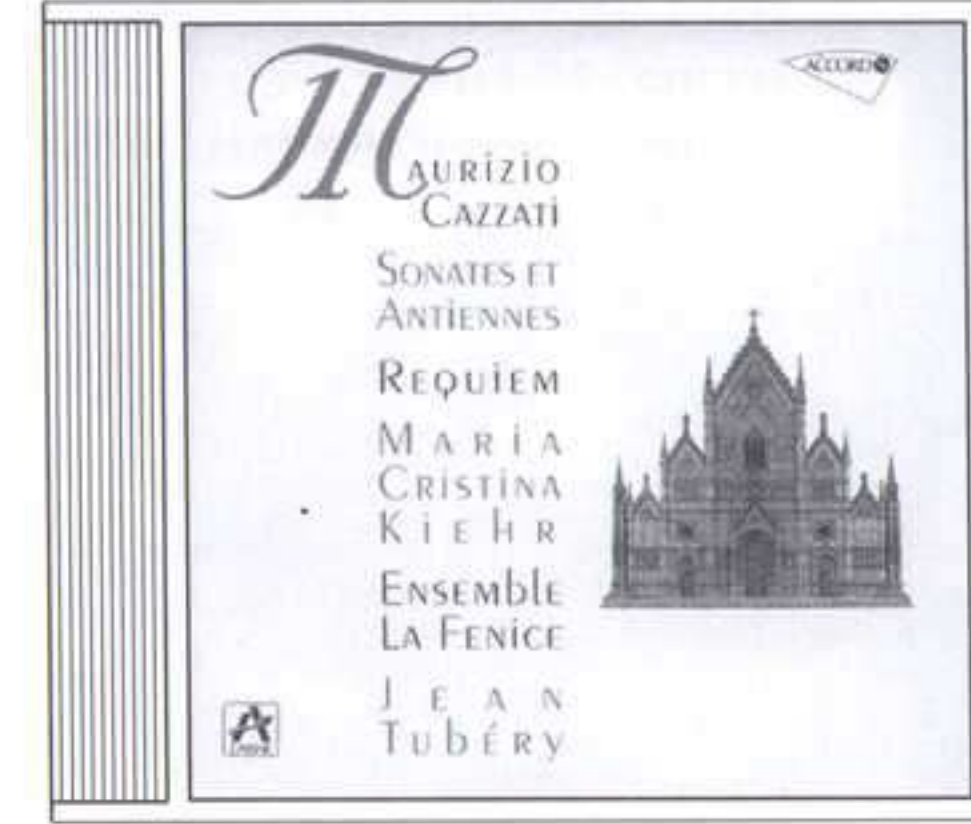 ACCORD
MAURIZIO
CAZZATI
SONATES ET
ANTIENNES
REQUIEM
MARIA
CRISTINA
KIEHR
ENSEMBLE
LA FENICE
JEAN
TUBÉRY